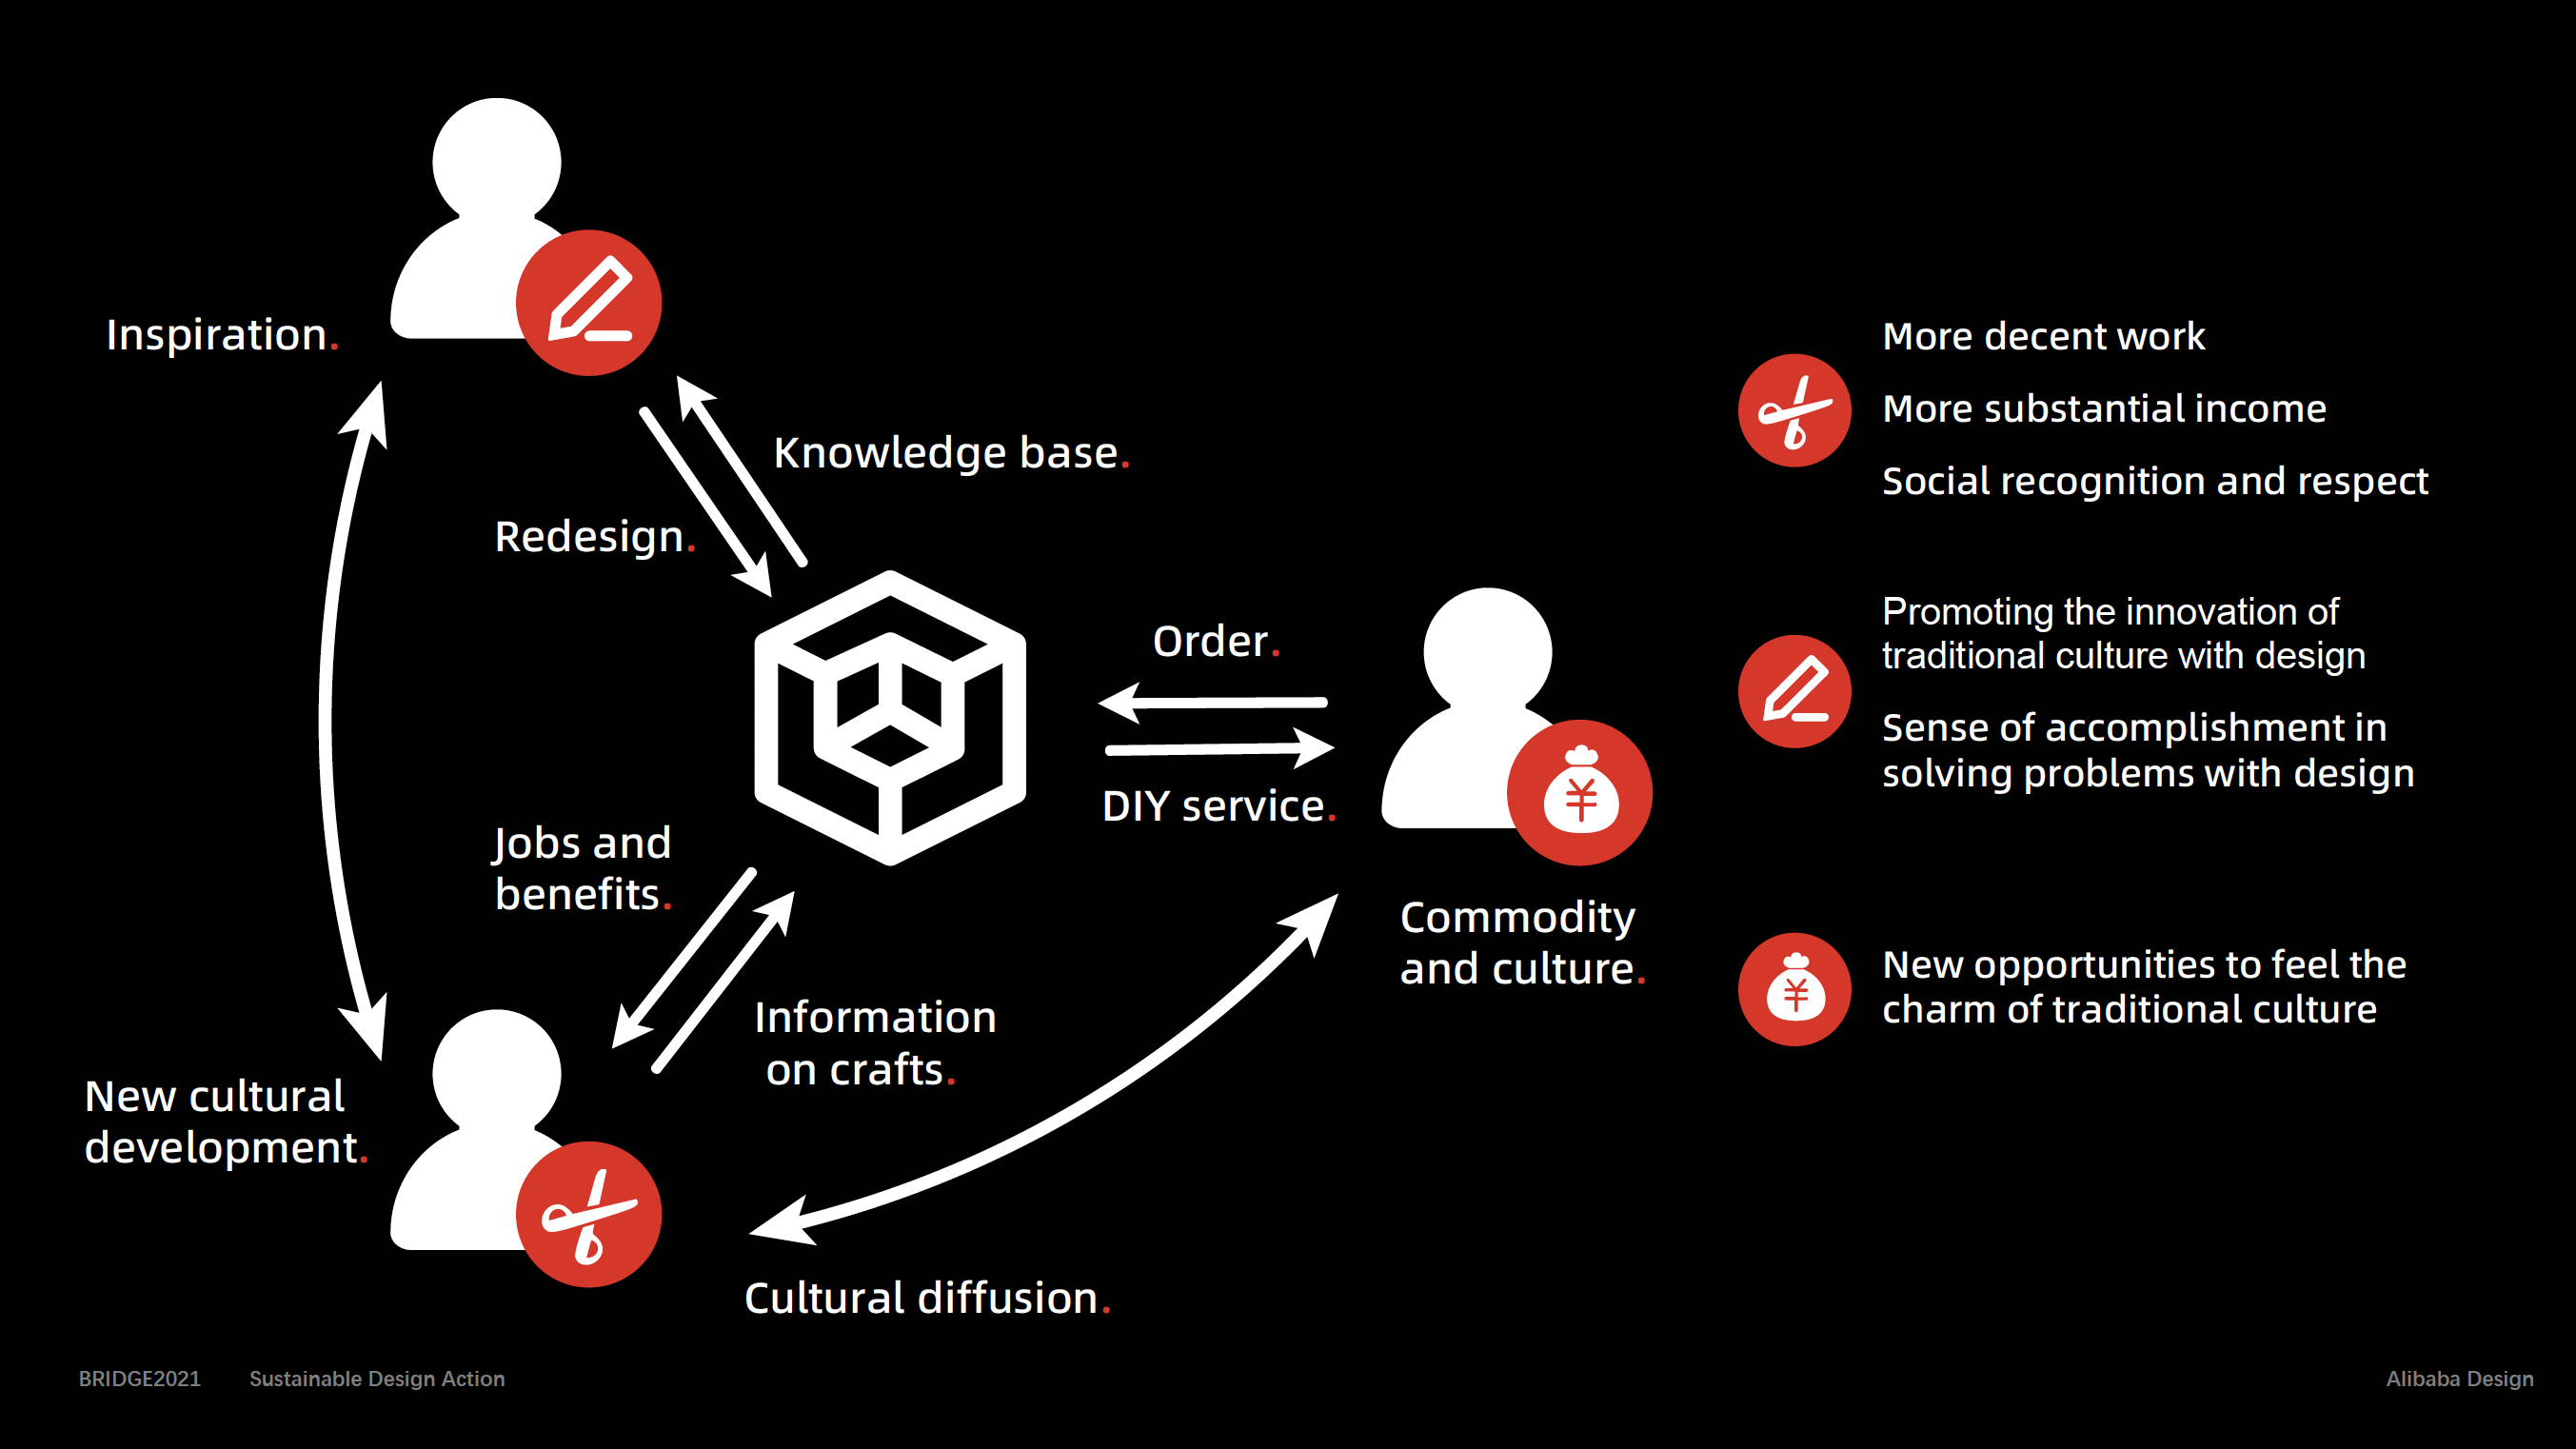 Inspiration.
Knowledge base.
Redesign.
Order.
DIY service.
Jobs and
benefits.
Commodity
and culture.
Information
on crafts.
New cultural
development.
Cultural diffusion.
More decent work
More substantial income
Social recognition and respect
Promoting the innovation of
traditional culture with design
Sense of accomplishment in
solving problems with design
¥
¥
New opportunities to feel the
charm of traditional culture
BRIDGE2021 Sustainable Design Action Alibaba Design